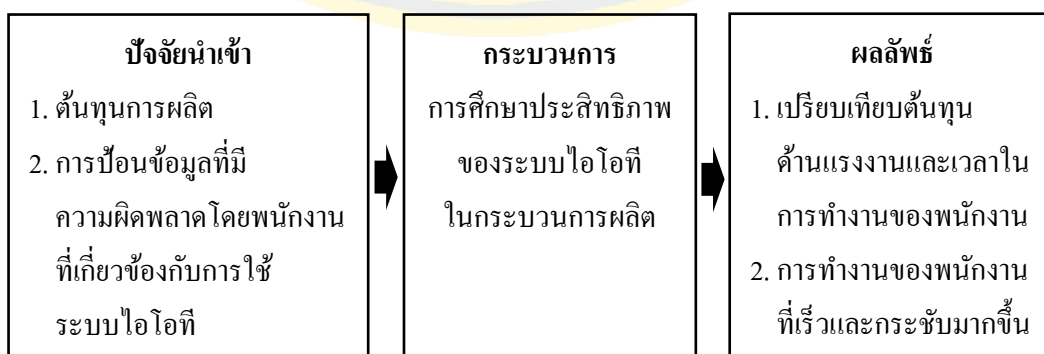 ปัจจัยนำเข้า
1. ต้นทุนการผลิต
2. การป้อนข้อมูลที่มี
ความผิดพลาดโดยพนักงาน
ที่เกี่ยวข้องกับการใช้
ระบบไอโอที
กระบวนการ
การศึกษาประสิทธิภาพ
ของระบบไอโอที
ในกระบวนการผลิต
ผลลัพธ์
1. เปรียบเทียบต้นทุน
ด้านแรงงานและเวลาใน
การทำงานของพนักงาน
2. การทำงานของพนักงาน
ที่เร็วและกระชับมากขึ้น